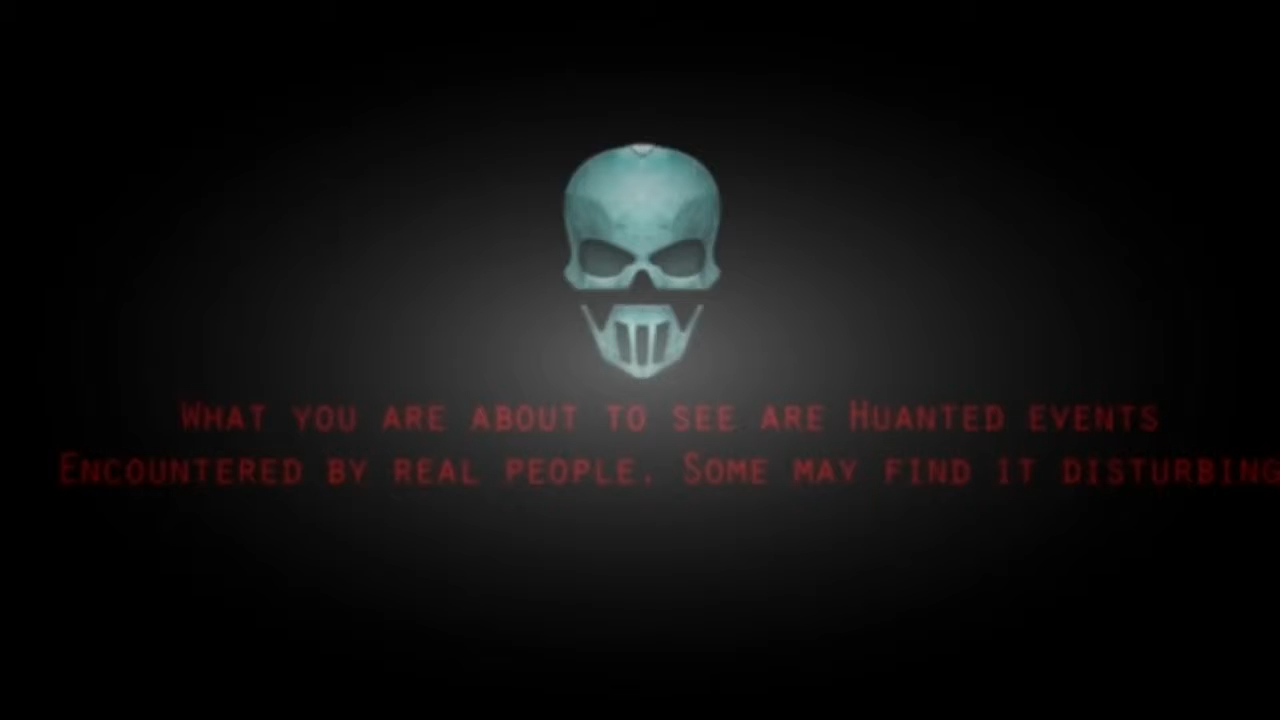 What you are about to see are Huanted events
Encountered by real people. Some may find it disturbing